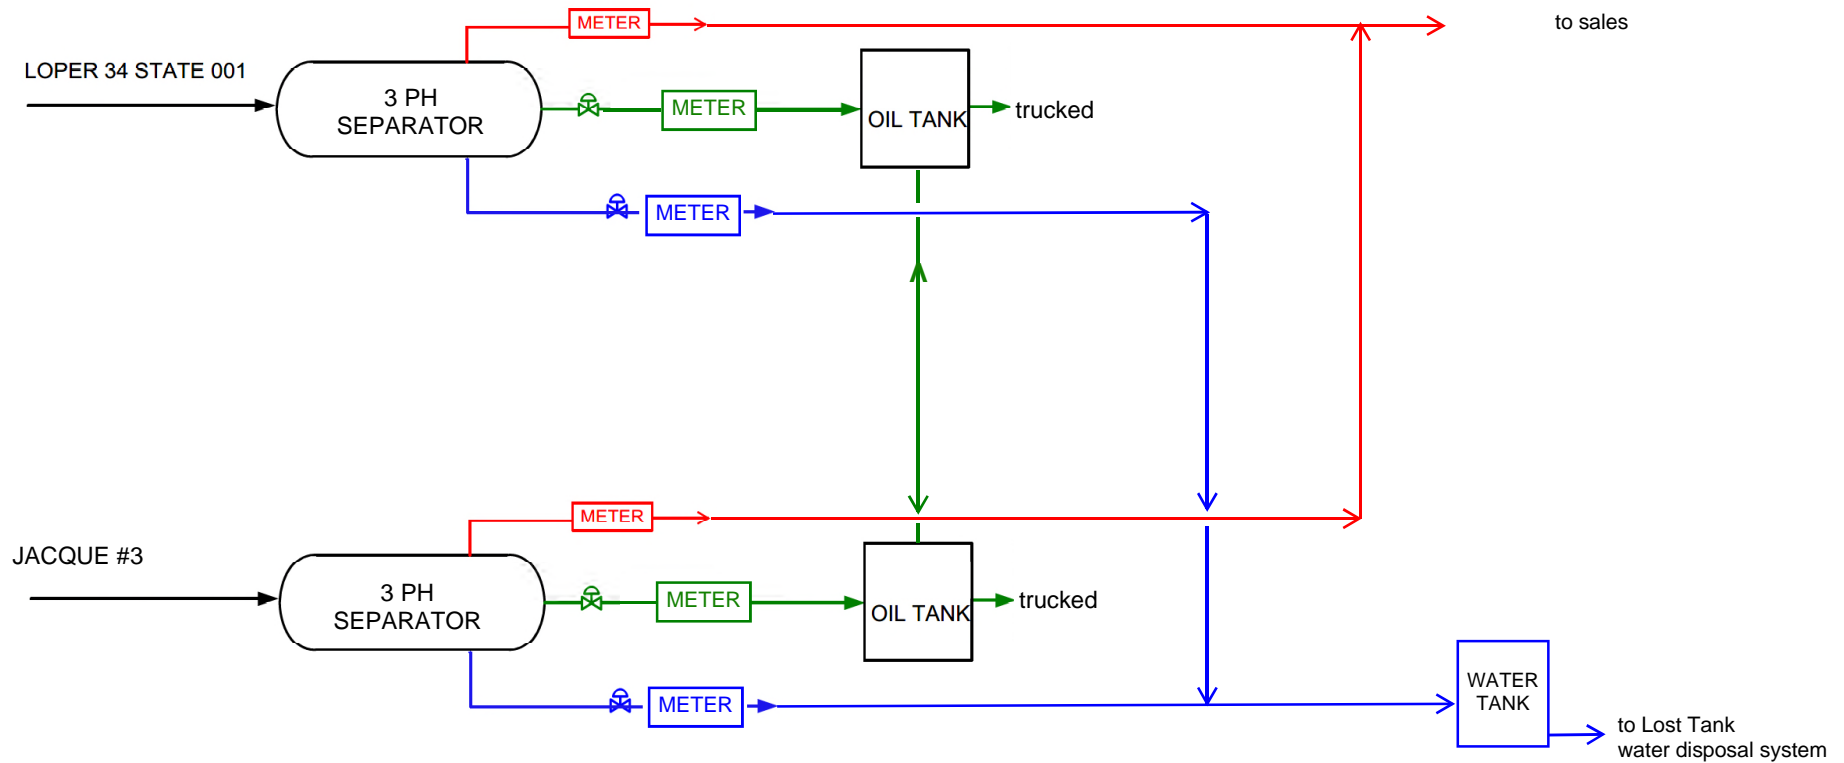 METER
to sales
LOPER 34 STATE 001
3 PH
SEPARATOR
METER
OIL TANK
trucked
METER
METER
JACQUE #3
3 PH
SEPARATOR
METER
OIL TANK
trucked
METER
WATER
TANK
to Lost Tank
water disposal system